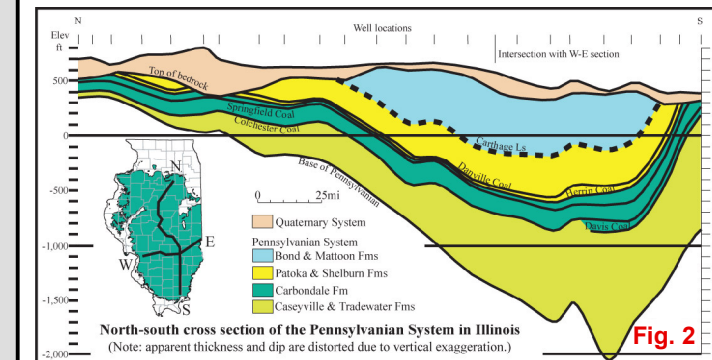 N
Well locations
S
Elev
ft
Intersection with W-E section
500
Top of bedrock
Springfield Coal
Colchester Coal
0
Carthage Ls
Danville Coal
Herrin Coal
Base of Pennsylvanian
N
0 25mi
-500
Davis Coal
Quaternary System
Pennsylvanian System
E
-1,000
Bond & Mattoon Fms
W
Patoka & Shelburn Fms
Carbondale Fm
-1,500
S
Caseyville & Tradewater Fms
North-south cross section of the Pennsylvanian System in Illinois
Fig. 2
(Note: apparent thickness and dip are distorted due to vertical exaggeration.)
-2,000